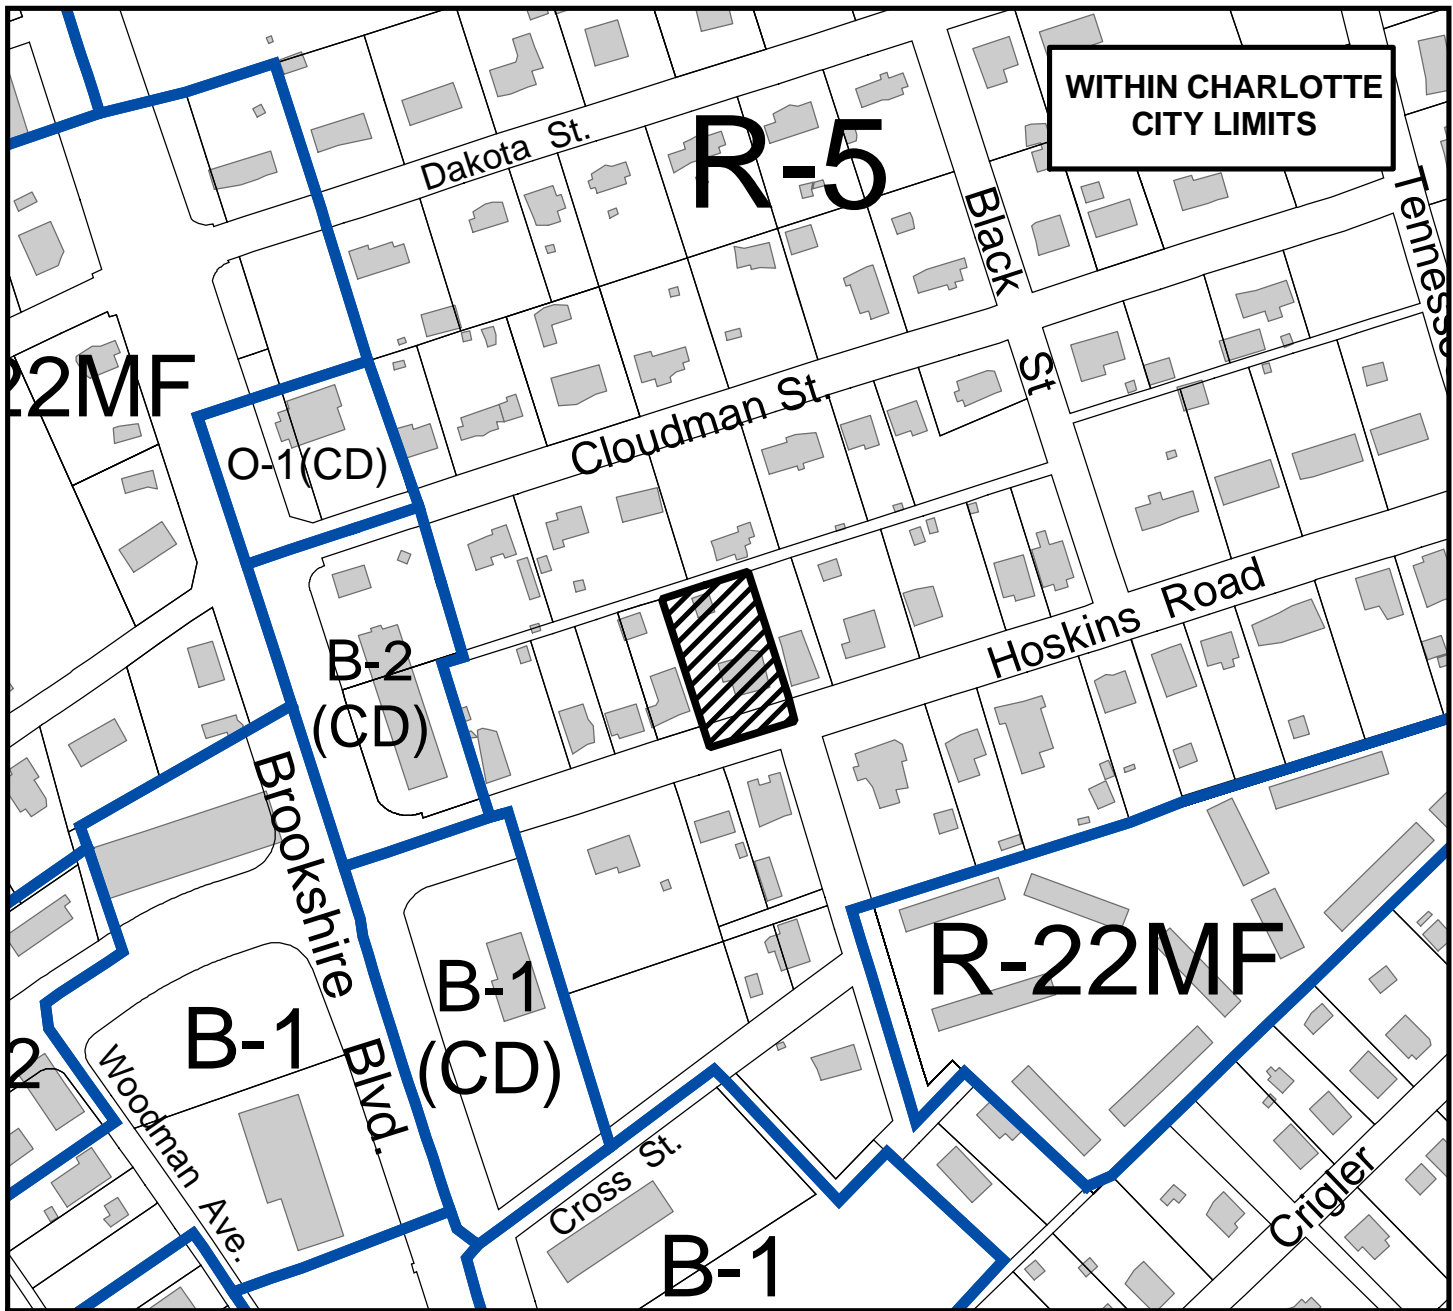 WITHIN CHARLOTTE
CITY LIMITS
R-5
Dakota St.
Black
St
22MF
O-1(CD)
Cloudman St.
Hoskins Road
B-2
(CD)
Brookshire Blvd.
R-22MF
B-1
B-1
(CD)
2
Woodman Ave.
Cross St.
Crigler
B-1